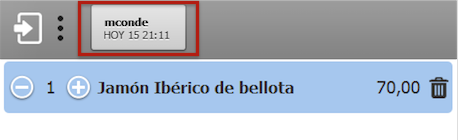 mconde
HOY 15 21:11
1 Jamón Ibérico de bellota 70,00